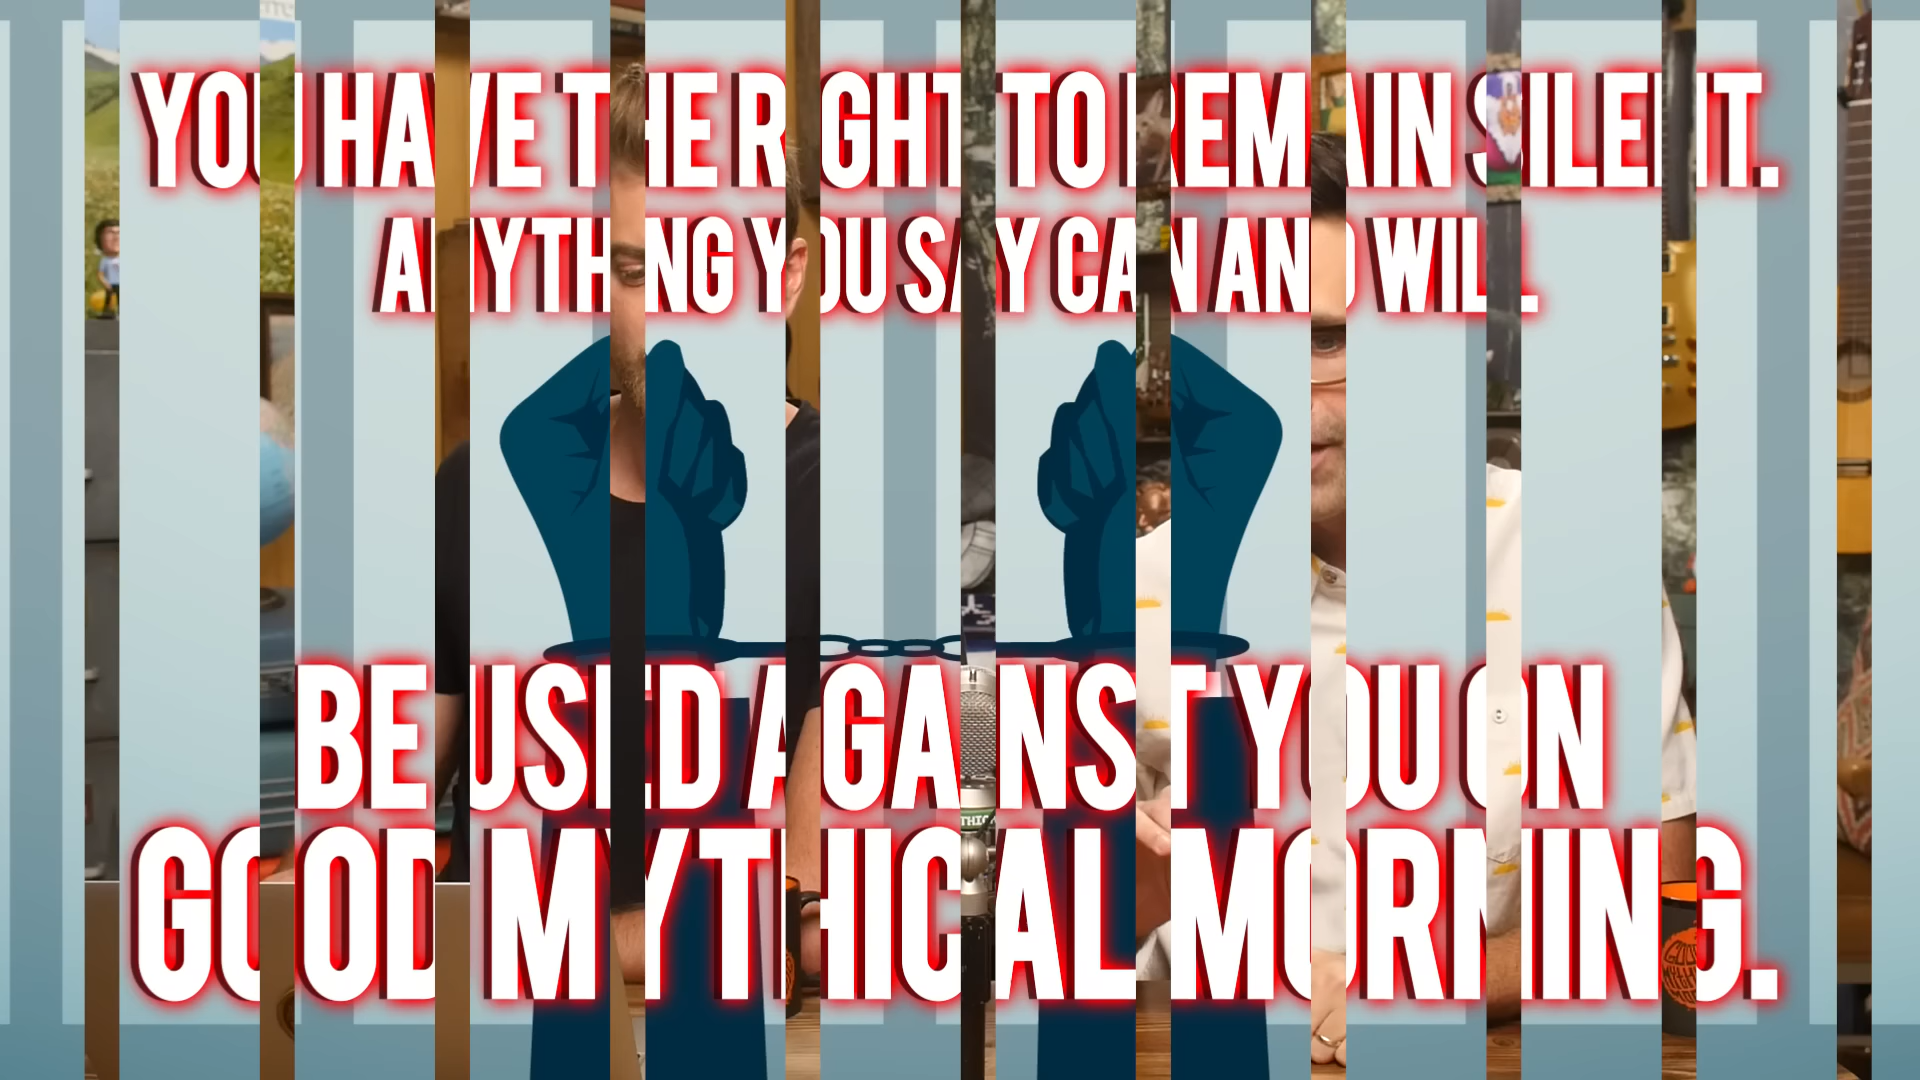 YOU HAVE THE RIGHT TO REMAIN SILENT.
ANYTHING YOU SAY CAN AND WILL.
BE USED AGAINST YOU ON
GOOD MYTHICAL MORNING.